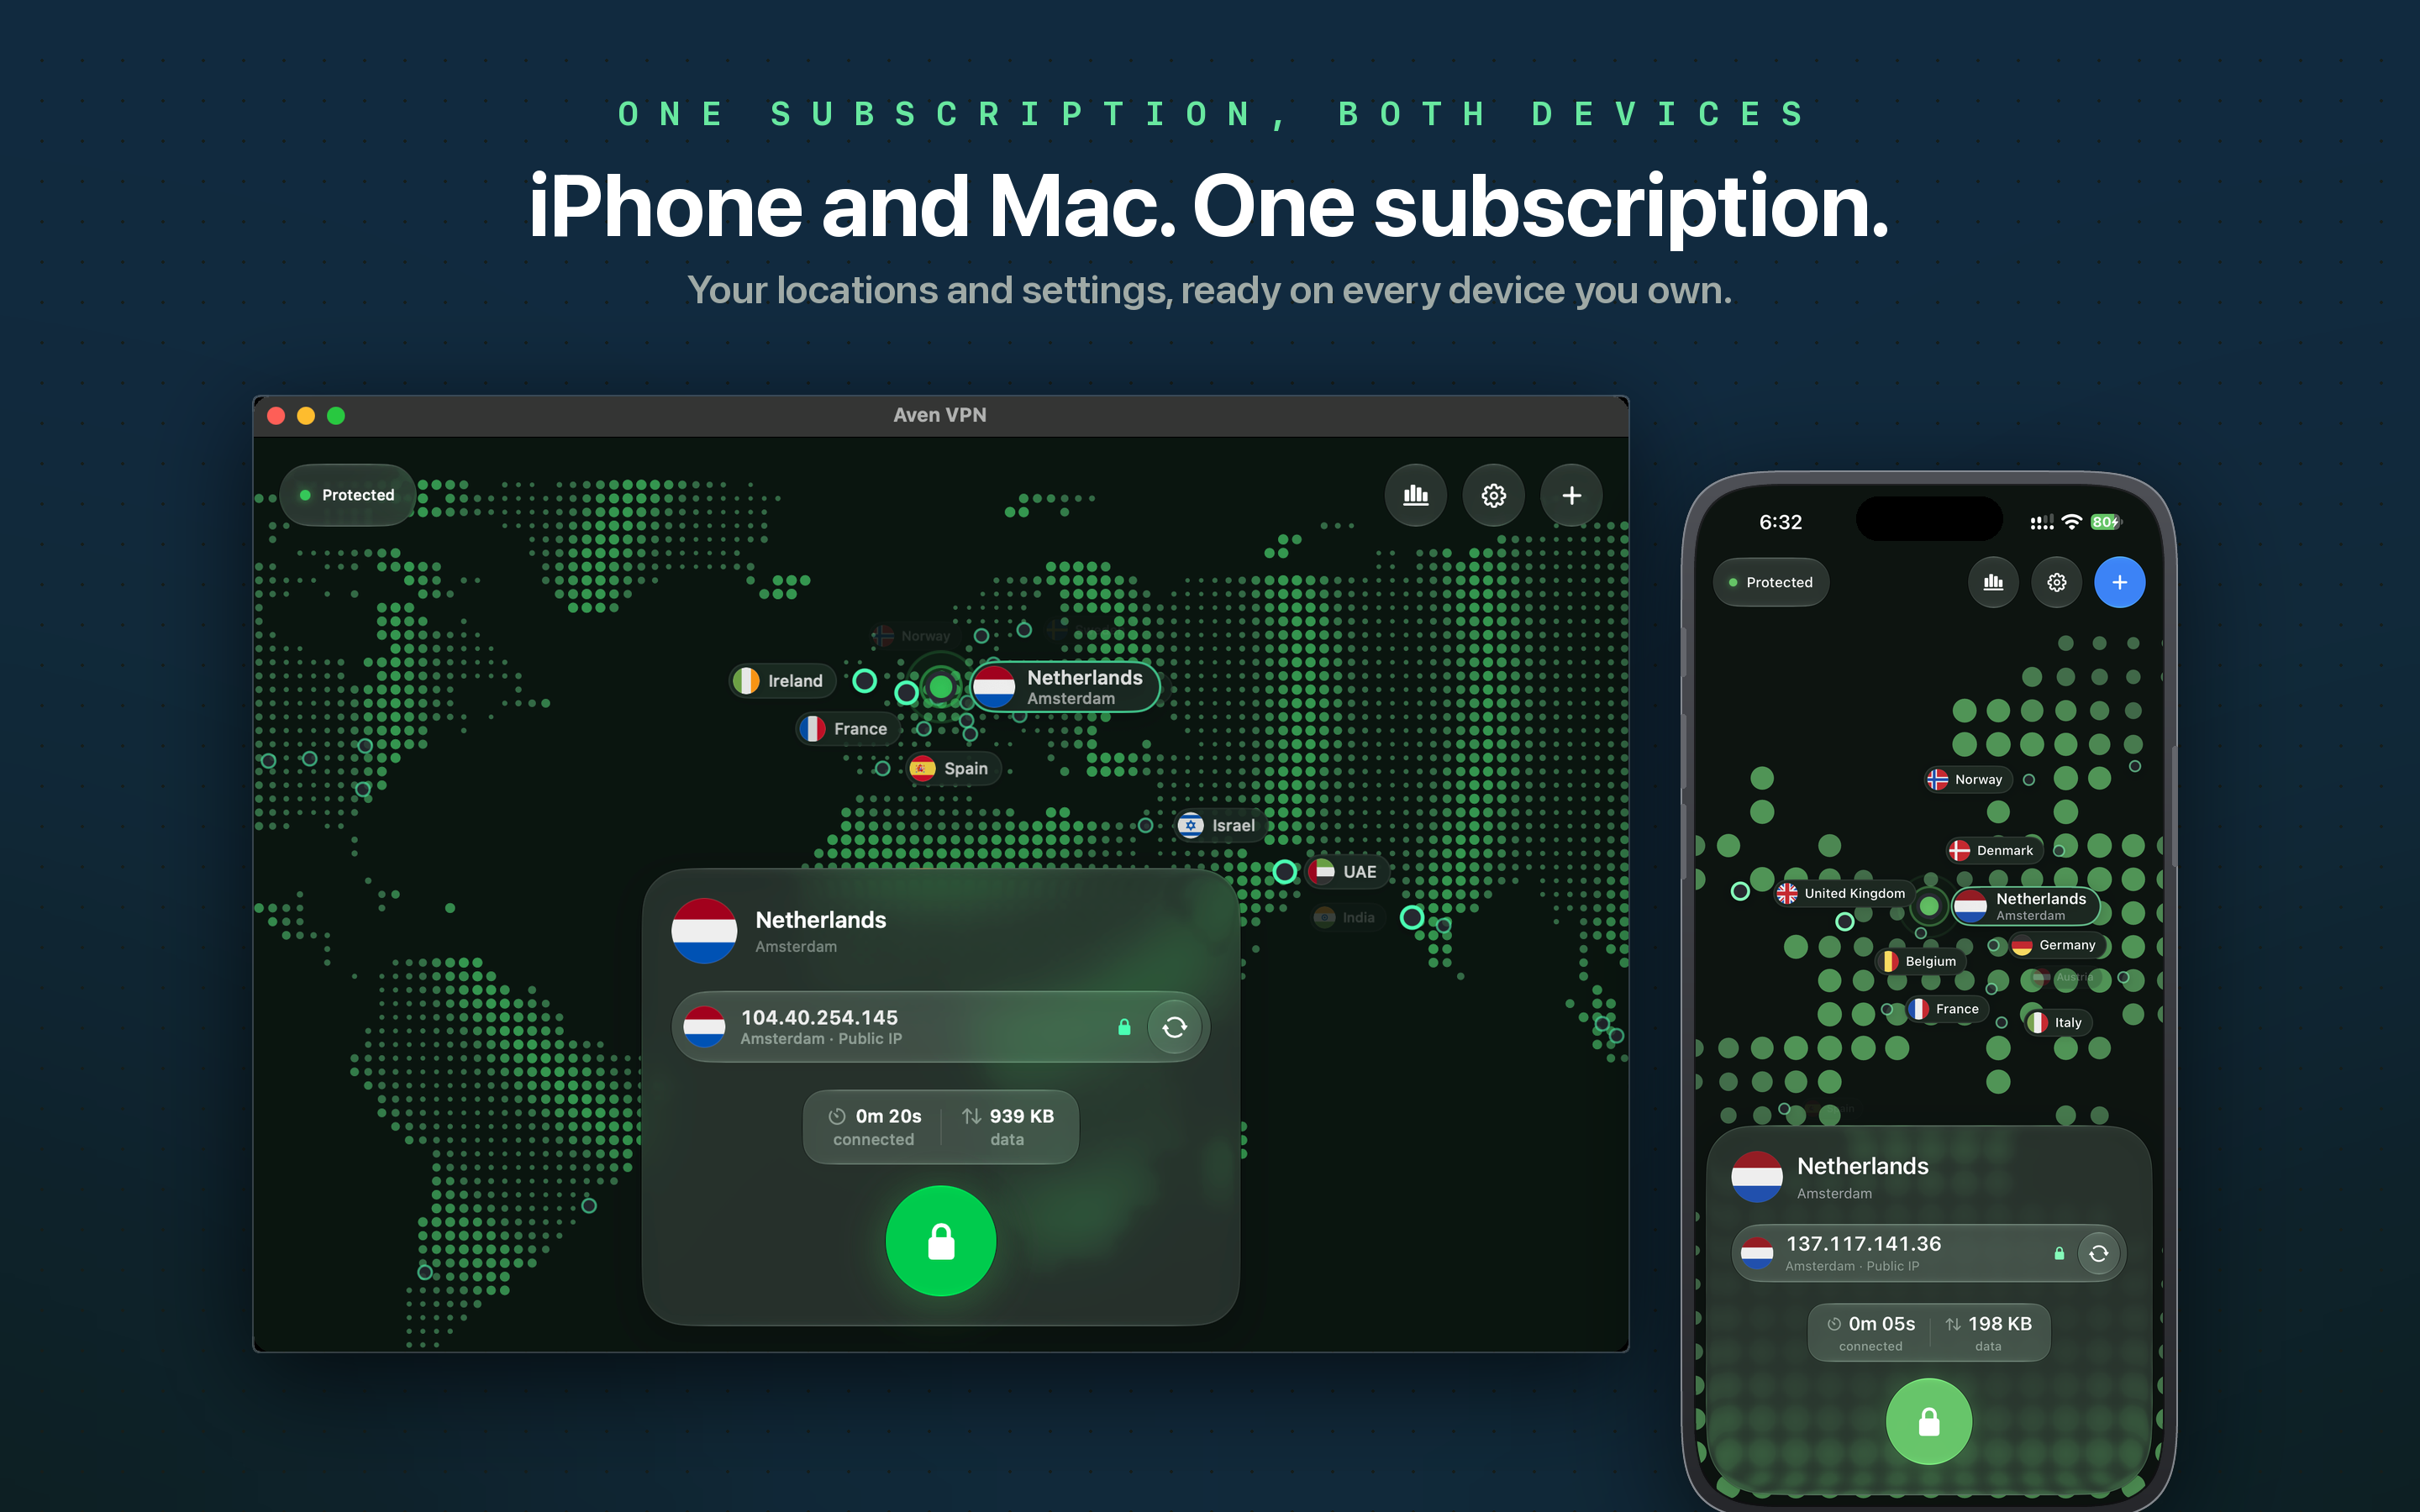 ONE SUBSCRIPTION, BOTH DEVICES
iPhone and Mac. One subscription.
Your locations and settings, ready on every device you own.
Aven VPN
Protected
Norway
Ireland
Netherlands
Amsterdam
France
Spain
Israel
UAE
India
Netherlands
Amsterdam
104.40.254.145
Amsterdam · Public IP
0m 20s
connected
939 KB
data
6:32
80
Protected
Norway
Denmark
United Kingdom
Netherlands
Amsterdam
Germany
Belgium
Austria
France
Italy
Netherlands
Amsterdam
137.117.141.36
Amsterdam · Public IP
0m 05s
connected
198 KB
data